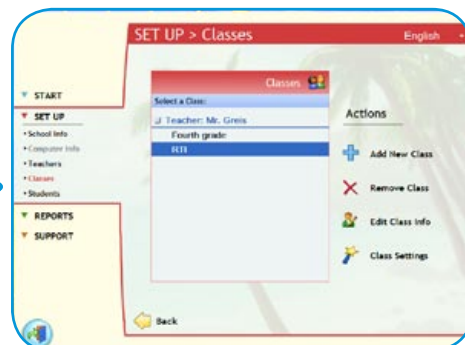 SET UP > Classes
English
START
SET UP
• School Info
• Computer Info
• Teachers
• Classes
• Students
REPORTS
SUPPORT
Classes
Select a Class:
Teacher: Mr. Greis
Fourth grade
RTI
Actions
Add New Class
Remove Class
Edit Class Info
Class Settings
Back